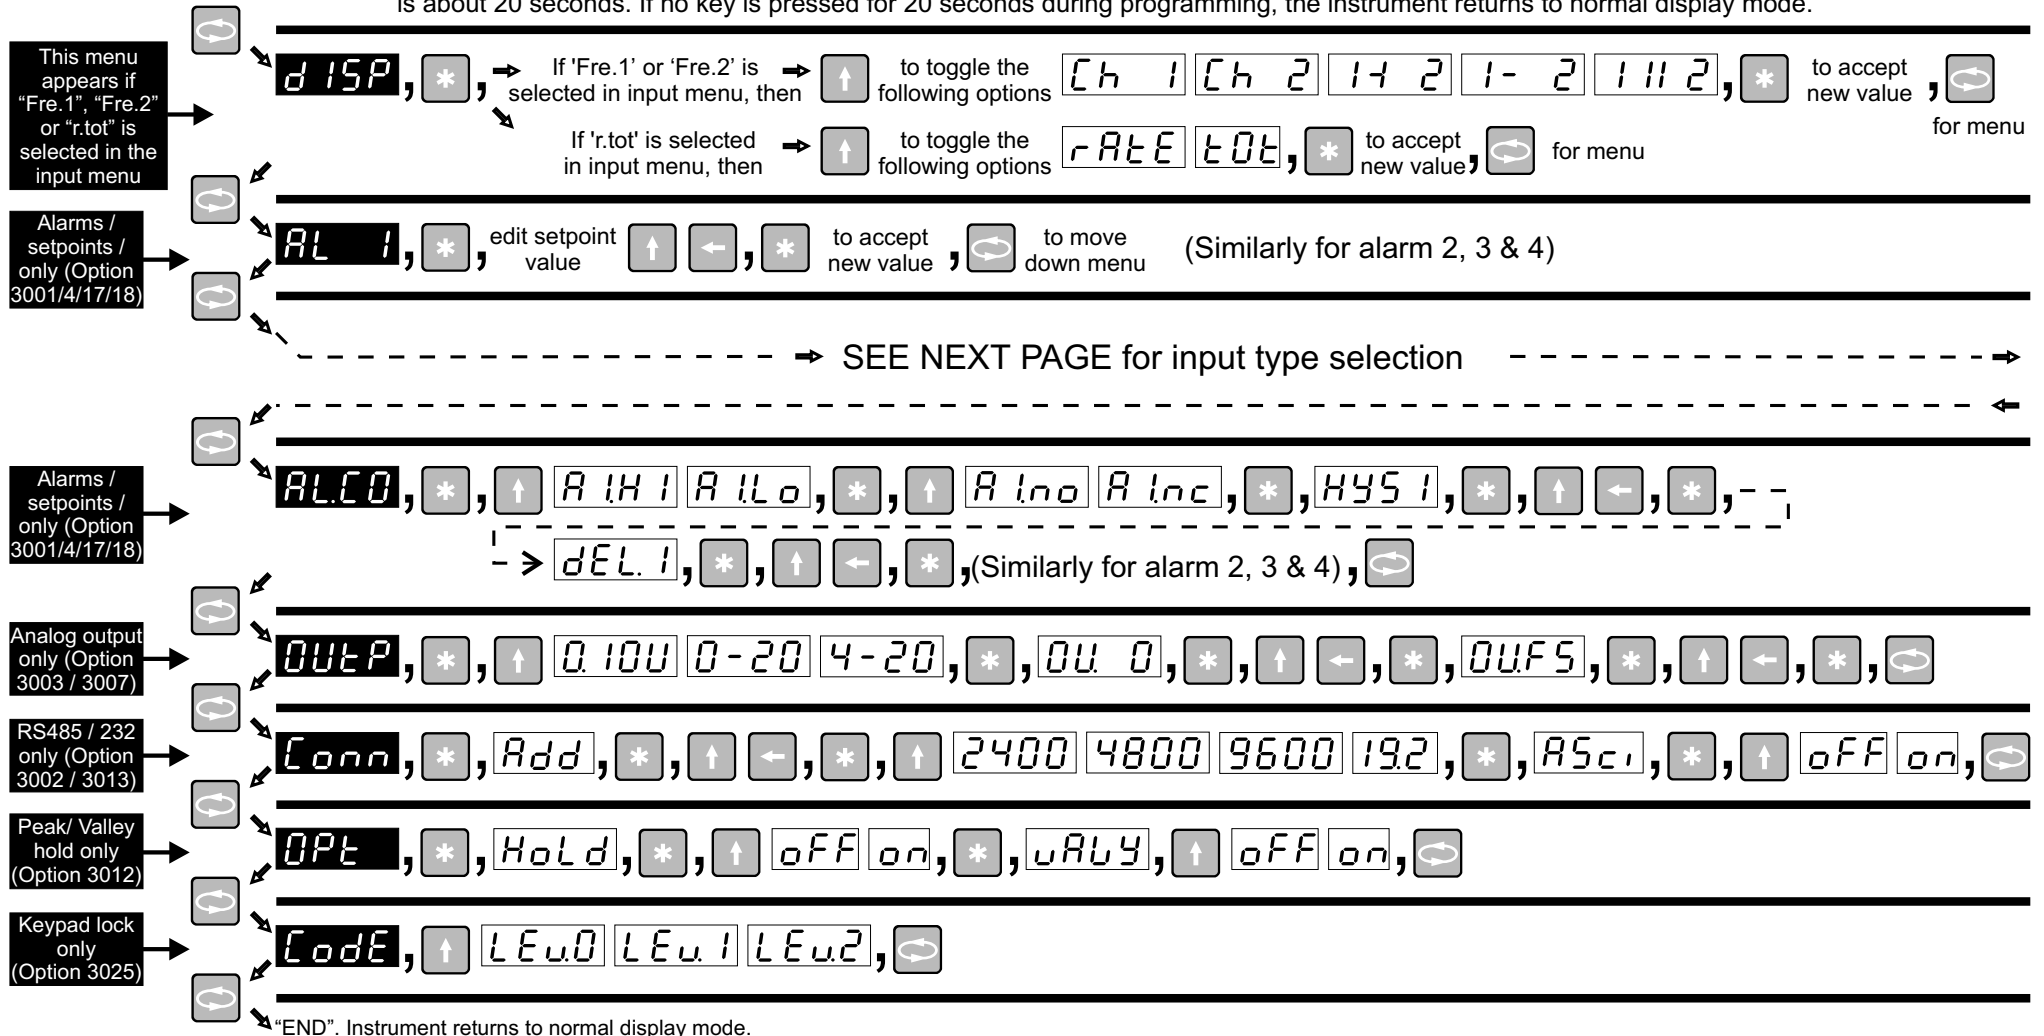 is about 20 seconds. If no key is pressed for 20 seconds during programming, the instrument returns to normal display mode.
This menu
appears if
“Fre.1”, “Fre.2”
or “r.tot” is
selected in the
input menu
dISP, *, If 'Fre.1’ or ‘Fre.2’ is
selected in input menu, then
to toggle the
following options
Ch 1 Ch 2 1-1 2 1- 2 1 11 2, * to accept
new value ,
for menu
If 'r.tot' is selected
in input menu, then
to toggle the
following options
rAtE tOt, * to accept
new value,
for menu
Alarms /
setpoints /
only (Option
3001/4/17/18)
AL 1, *, edit setpoint
value
↑ ←, * to accept
new value ,
to move
down menu
(Similarly for alarm 2, 3 & 4)
SEE NEXT PAGE for input type selection
Alarms /
setpoints /
only (Option
3001/4/17/18)
AL.CO, *, ↑ A1.HI A1.Lo, *, ↑ A1.no A1.nc, *, HYS 1, *, ↑ ←, *,
dEL. 1, *, ↑ ←, *, (Similarly for alarm 2, 3 & 4) ,
Analog output
only (Option
3003 / 3007)
OUtP, *, ↑ 0.10U 0-20 4-20, *, OU. 0, *, ↑ ←, *, OU.FS, *, ↑ ←, *,
RS485 / 232
only (Option
3002 / 3013)
Conn, *, Add, *, ↑ ←, *, ↑ 2400 4800 9600 19.2, *, ASci, *, ↑ oFF on,
Peak/ Valley
hold only
(Option 3012)
OPt , *, HoLd, *, ↑ oFF on, *, vALY, ↑ oFF on,
Keypad lock
only
(Option 3025)
CodE, ↑ LEv.0 LEv.1 LEv.2,
“END”. Instrument returns to normal display mode.